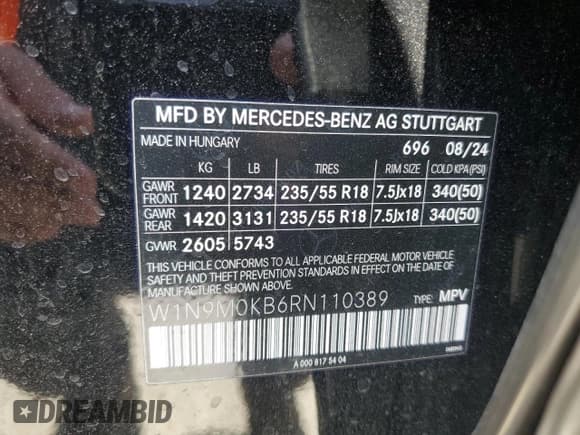 MFD BY MERCEDES-BENZ AG STUTTGART
MADE IN HUNGARY 696 08/24
KG LB TIRES RIM SIZE COLD KPA(PSI)
GAWR FRONT 1240 2734 235/55 R18 7.5Jx18 340(50)
GAWR REAR 1420 3131 235/55 R18 7.5Jx18 340(50)
GVWR 2605 5743
THIS VEHICLE CONFORMS TO ALL APPLICABLE FEDERAL MOTOR VEHICLE
SAFETY, BUMPER, AND THEFT PREVENTION STANDARDS IN EFFECT ON THE
DATE OF MANUFACTURE SHOWN ABOVE.
W1N9M0KB6RN110389 TYPE: MPV
A 000 817 54 04
DREAMBID